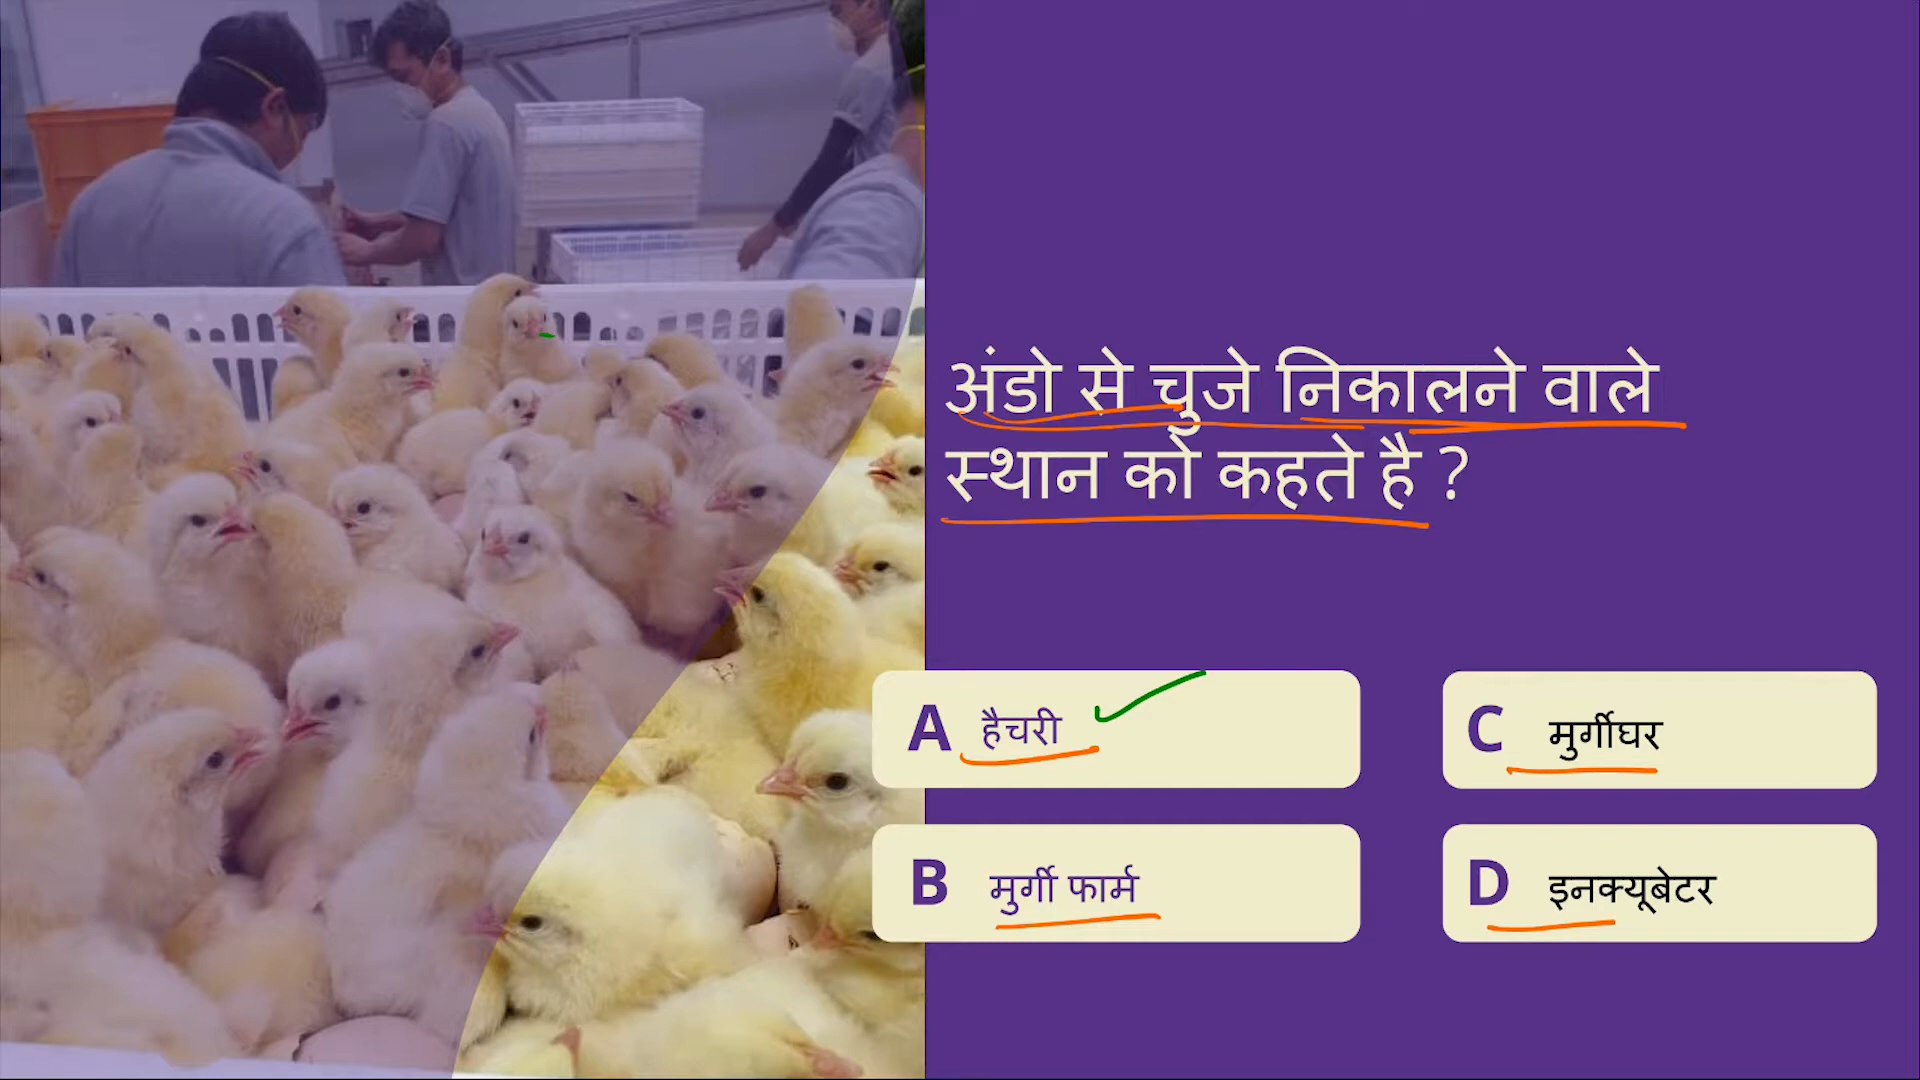 अंडो से चुजे निकालने वाले
स्थान को कहते है ?
A हैचरी
B मुर्गी फार्म
C मुर्गीघर
D इनक्यूबेटर